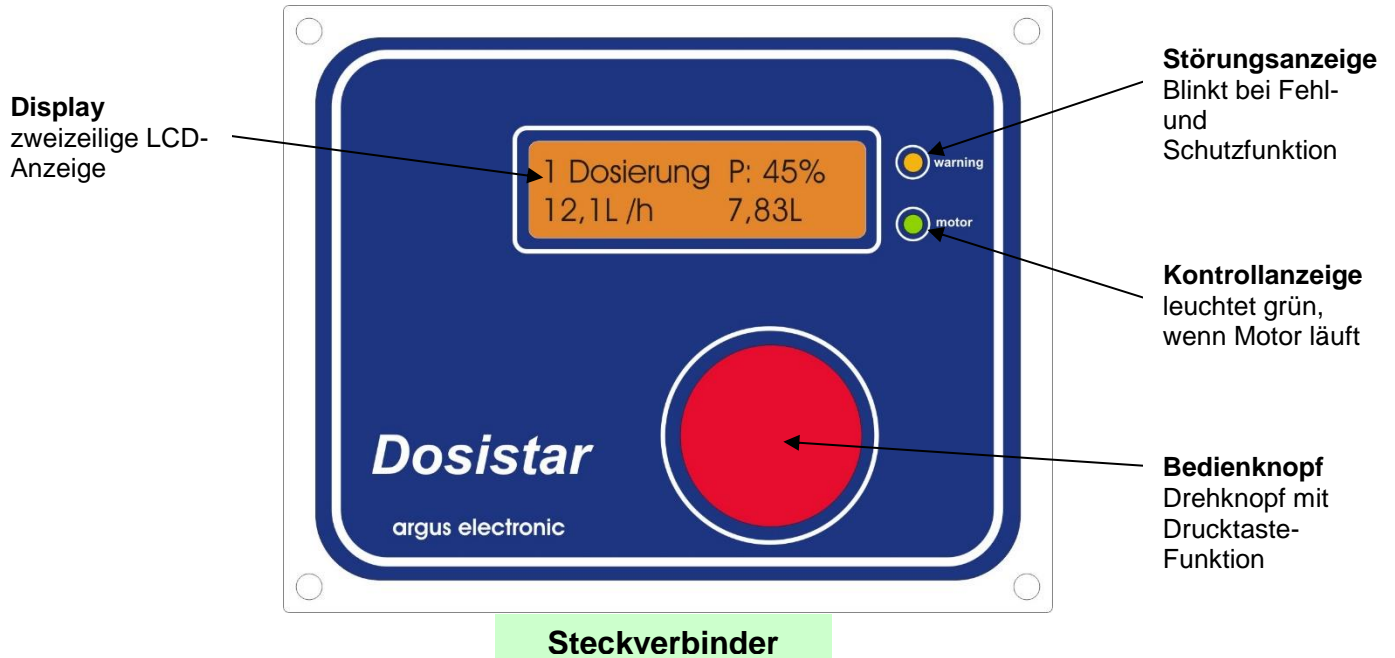 Display
zweizeilige LCD-
Anzeige
1 Dosierung P: 45%
12,1L /h 7,83L
warning
motor
Störungsanzeige
Blinkt bei Fehl-
und
Schutzfunktion
Kontrollanzeige
leuchtet grün,
wenn Motor läuft
Dosistar
argus electronic
Bedienknopf
Drehknopf mit
Drucktaste-
Funktion
Steckverbinder